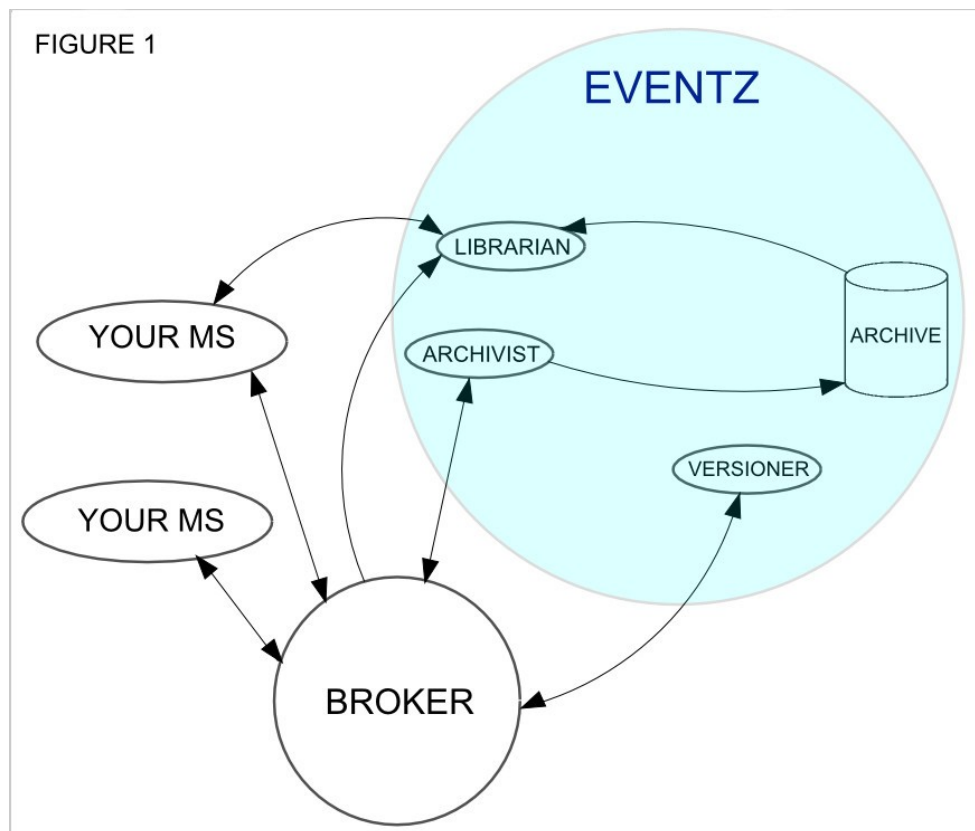 FIGURE 1
EVENTZ
LIBRARIAN
YOUR MS
ARCHIVIST
ARCHIVE
VERSIONER
YOUR MS
BROKER